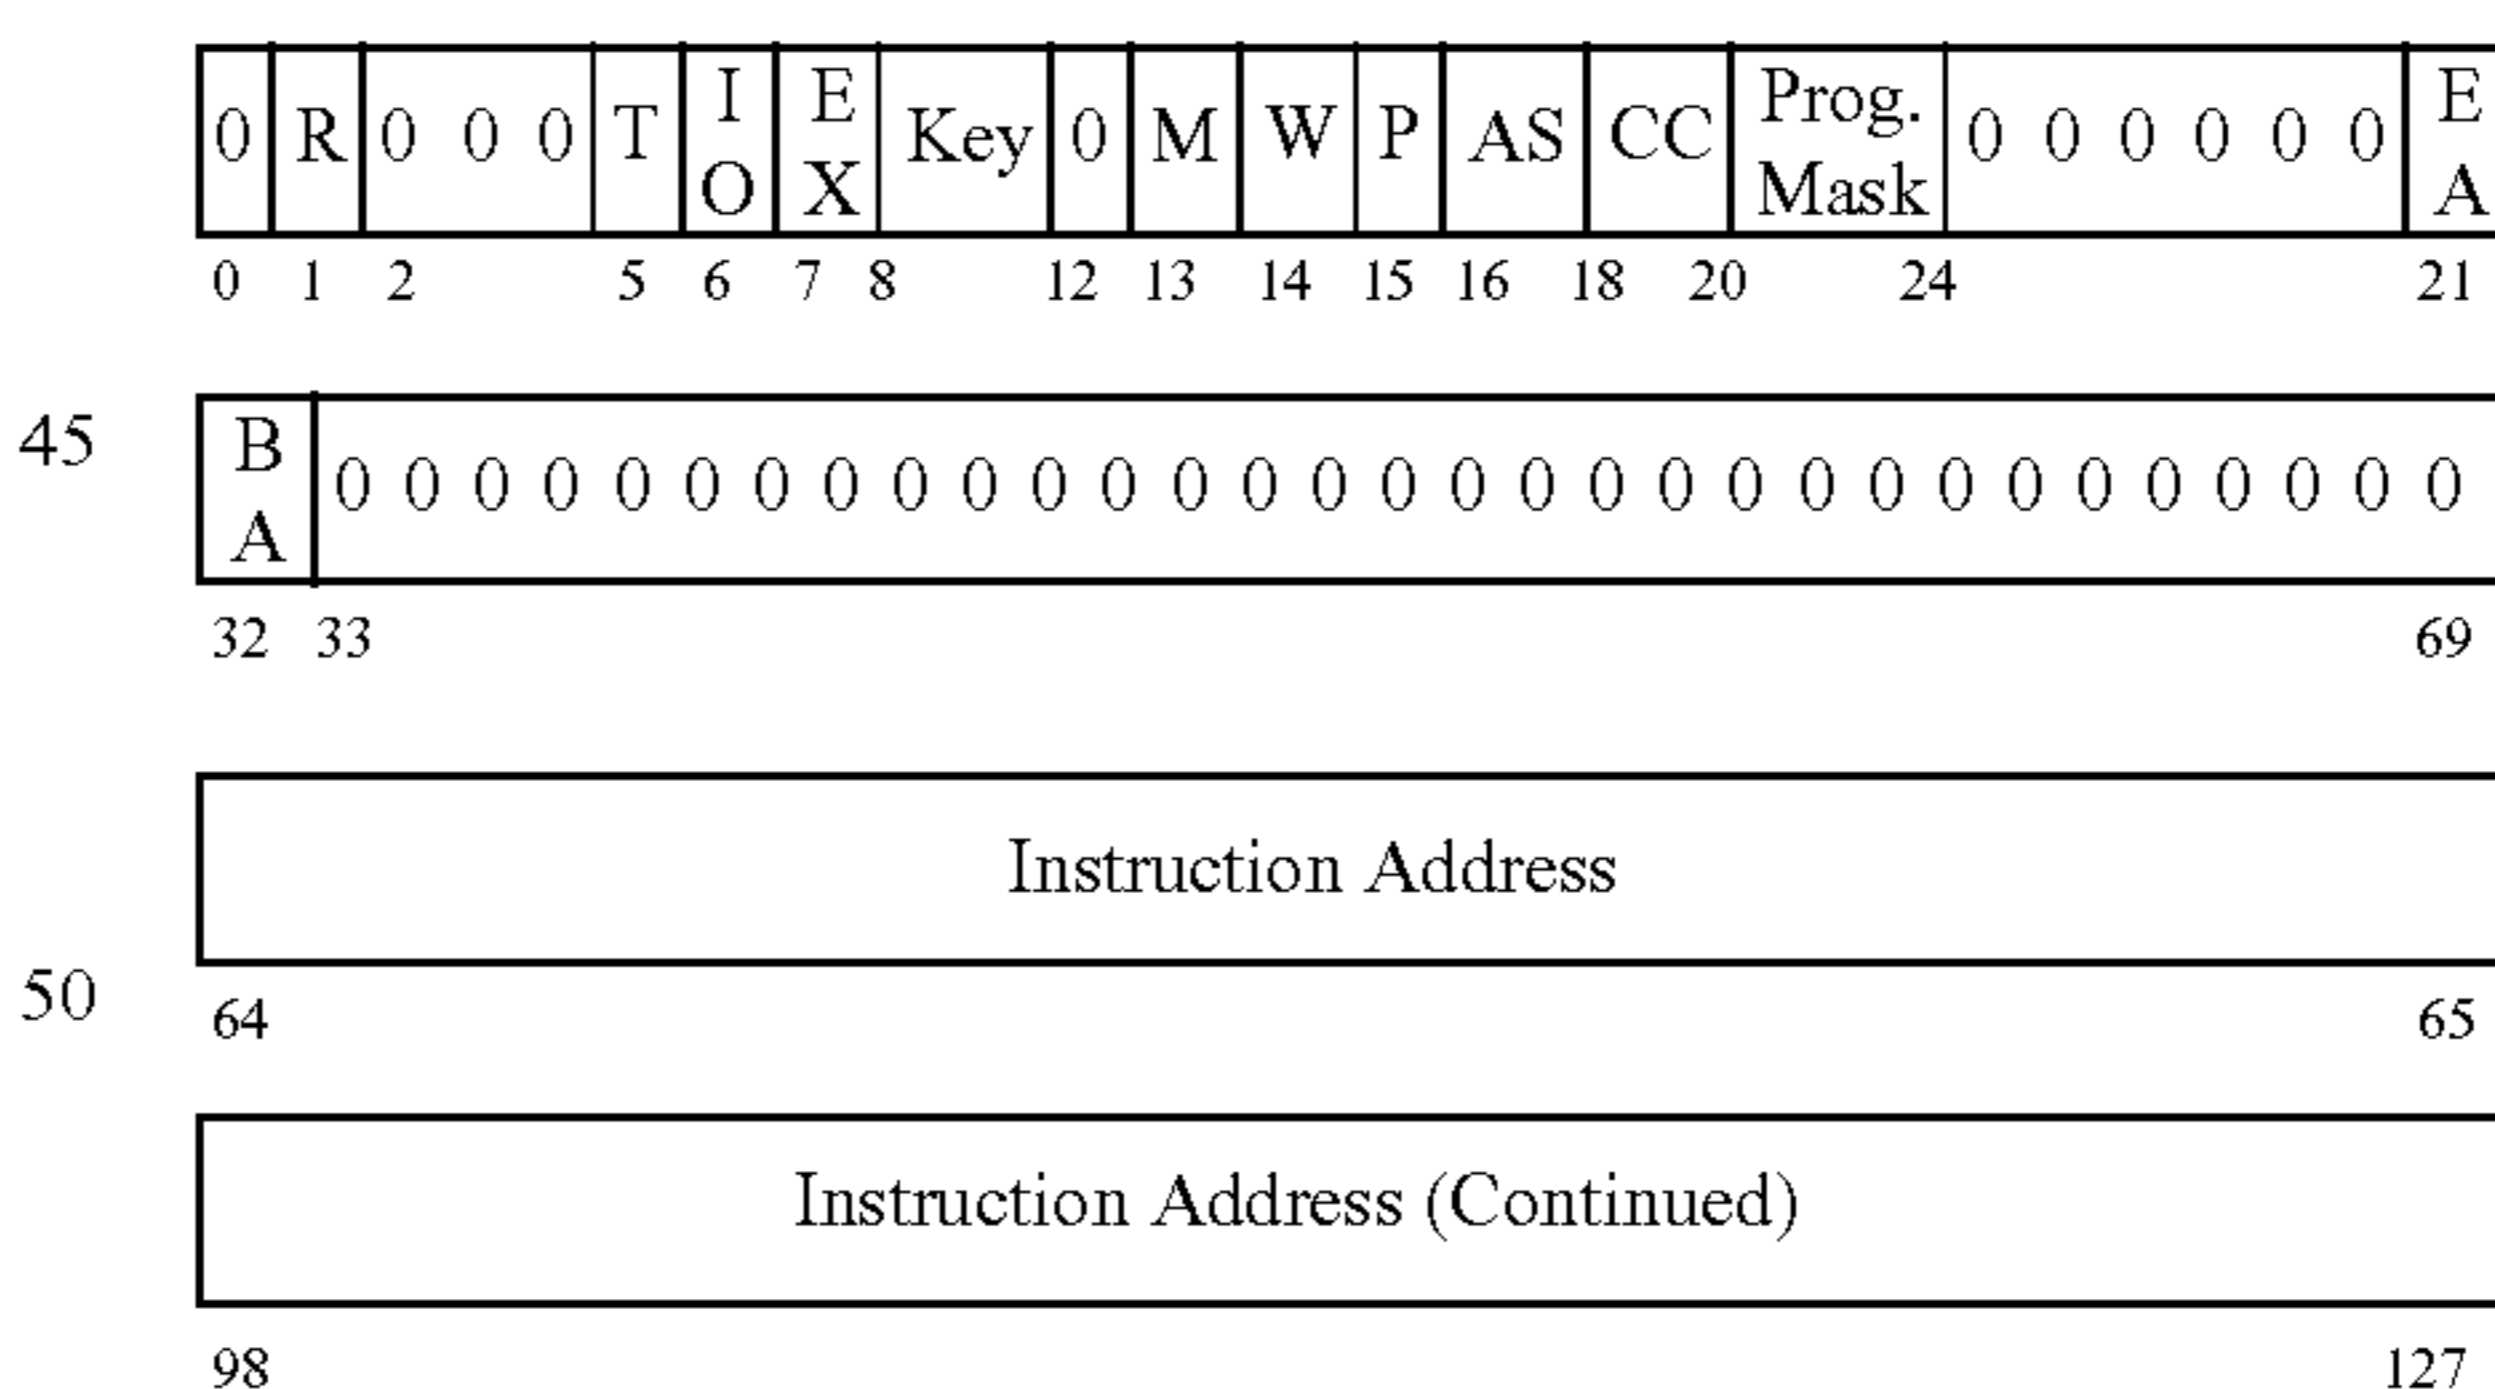 I E Prog. E
0 R 0 0 0 T Key 0 M W P AS CC 0 0 0 0 0 0
O X Mask A
0 1 2 5 6 7 8 12 13 14 15 16 18 20 24 21
45 B
0 0 0 0 0 0 0 0 0 0 0 0 0 0 0 0 0 0 0 0 0 0 0 0 0 0 0 0 0 0 0
A
32 33 69
Instruction Address
50 64 65
Instruction Address (Continued)
98 127